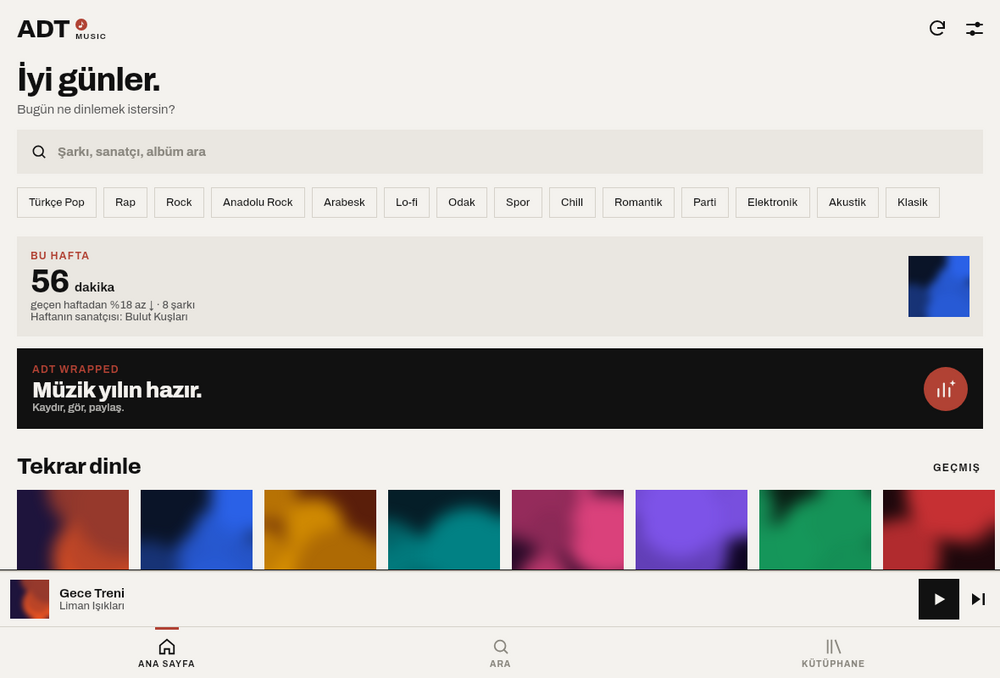 ADT
MUSIC
İyi günler.
Bugün ne dinlemek istersin?
Şarkı, sanatçı, albüm ara
Türkçe Pop
Rap
Rock
Anadolu Rock
Arabesk
Lo-fi
Odak
Spor
Chill
Romantik
Parti
Elektronik
Akustik
Klasik
BU HAFTA
56 dakika
geçen haftadan %18 az ↓ · 8 şarkı
Haftanın sanatçısı: Bulut Kuşları
ADT WRAPPED
Müzik yılın hazır.
Kaydır, gör, paylaş.
Tekrar dinle
GEÇMİŞ
Gece Treni
Liman Işıkları
ANA SAYFA
ARA
KÜTÜPHANE